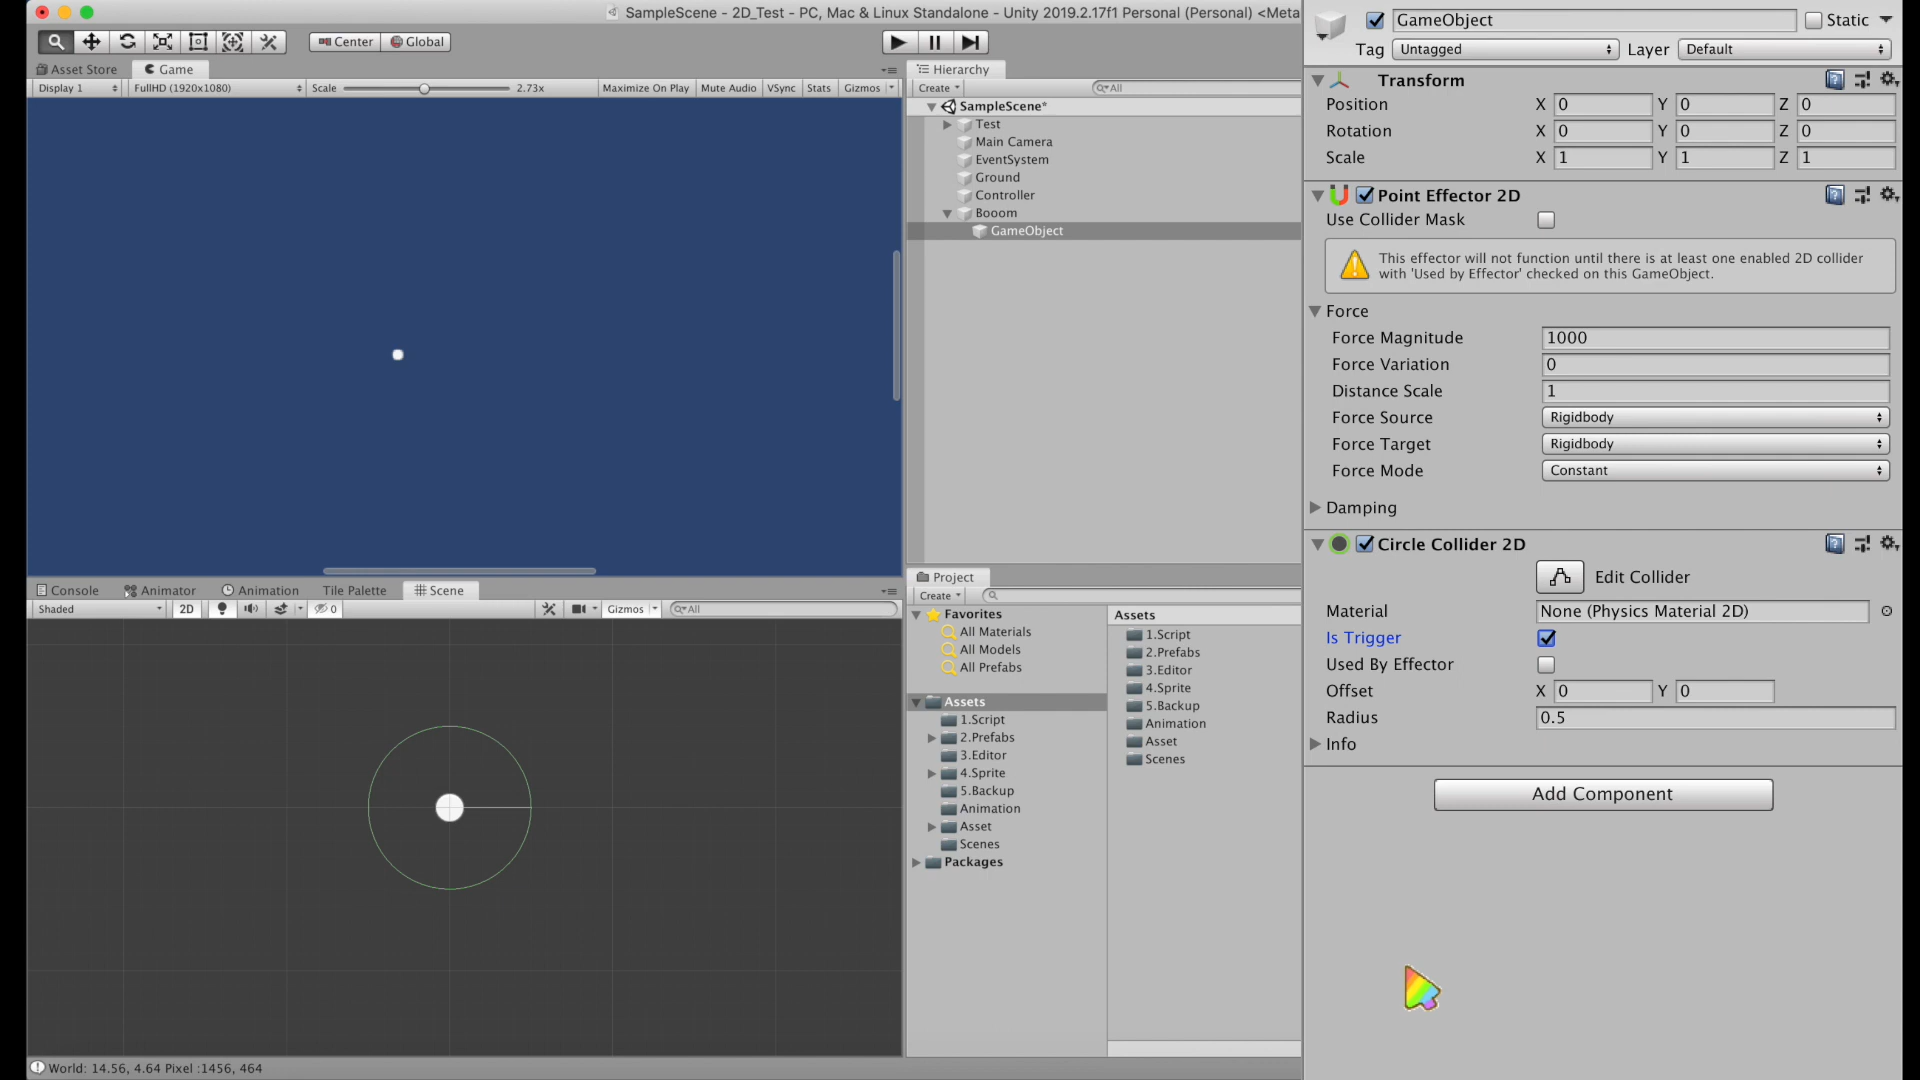 SampleScene - 2D_Test - PC, Mac & Linux Standalone - Unity 2019.2.17f1 Personal (Personal) <Meta
Center
Global
Asset Store
Game
Display 1
FullHD (1920x1080)
Scale
2.73x
Maximize On Play
Mute Audio
VSync
Stats
Gizmos
Console
Animator
Animation
Tile Palette
Scene
Shaded
2D
0
Gizmos
All
World: 14.56, 4.64 Pixel :1456, 464
Hierarchy
Create
All
SampleScene*
Test
Main Camera
EventSystem
Ground
Controller
Booom
GameObject
Project
Create
Favorites
All Materials
All Models
All Prefabs
Assets
1.Script
2.Prefabs
3.Editor
4.Sprite
5.Backup
Animation
Asset
Scenes
Packages
Assets
1.Script
2.Prefabs
3.Editor
4.Sprite
5.Backup
Animation
Asset
Scenes
GameObject
Static
Tag Untagged Layer Default
Transform
Position X 0 Y 0 Z 0
Rotation X 0 Y 0 Z 0
Scale X 1 Y 1 Z 1
Point Effector 2D
Use Collider Mask
This effector will not function until there is at least one enabled 2D collider
with 'Used by Effector' checked on this GameObject.
Force
Force Magnitude 1000
Force Variation 0
Distance Scale 1
Force Source Rigidbody
Force Target Rigidbody
Force Mode Constant
Damping
Circle Collider 2D
Edit Collider
Material None (Physics Material 2D)
Is Trigger
Used By Effector
Offset X 0 Y 0
Radius 0.5
Info
Add Component